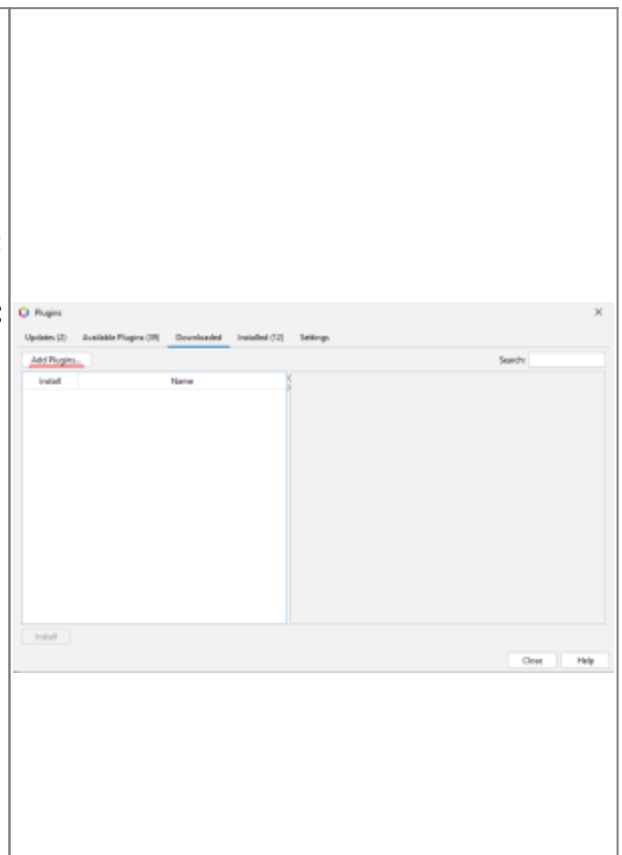 Plugins
Updates (2) Available Plugins (39) Downloaded Installed (12) Settings
Add Plugins... Search:
Install Name
Install
Close Help